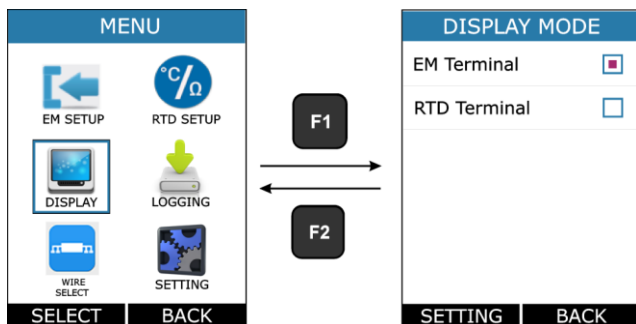 MENU
°C/Ω
EM SETUP
RTD SETUP
DISPLAY
LOGGING
WIRE
SELECT
SETTING
SELECT
BACK
F1
F2
DISPLAY MODE
EM Terminal
RTD Terminal
SETTING
BACK